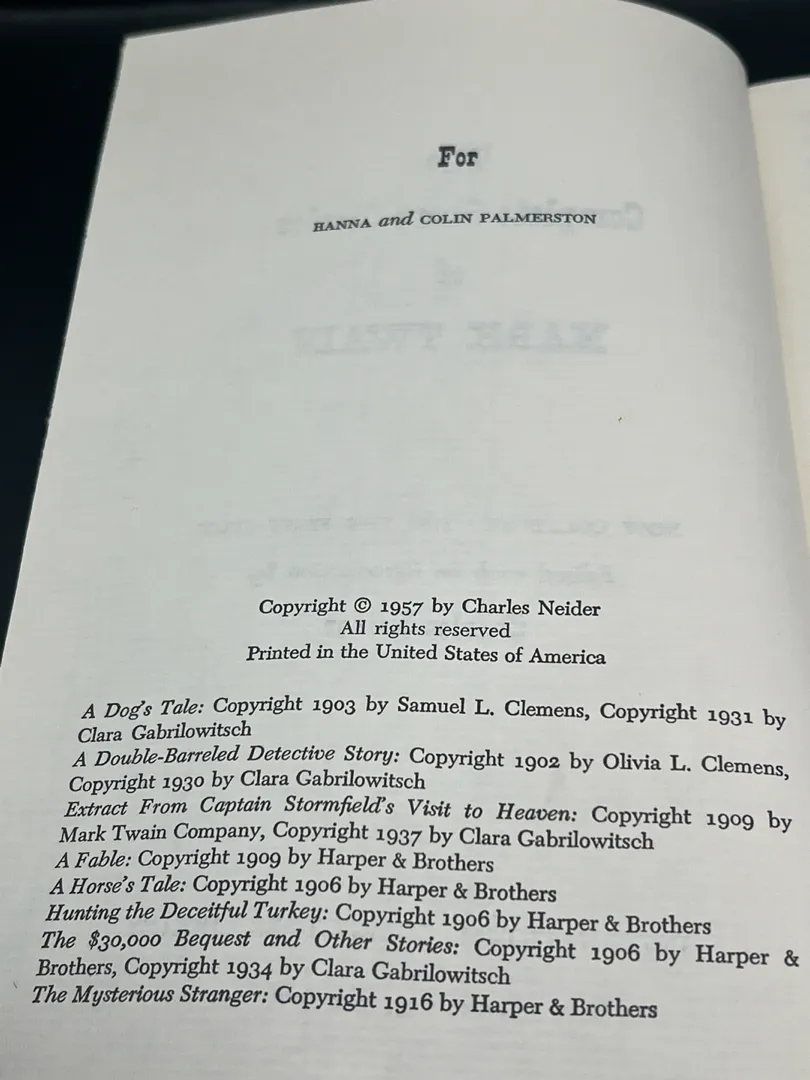 For
HANNA and COLIN PALMERSTON
Copyright © 1957 by Charles Neider
All rights reserved
Printed in the United States of America
A Dog's Tale: Copyright 1903 by Samuel L. Clemens, Copyright 1931 by
Clara Gabrilowitsch
A Double-Barreled Detective Story: Copyright 1902 by Olivia L. Clemens,
Copyright 1930 by Clara Gabrilowitsch
Extract From Captain Stormfield's Visit to Heaven: Copyright 1909 by
Mark Twain Company, Copyright 1937 by Clara Gabrilowitsch
A Fable: Copyright 1909 by Harper & Brothers
A Horse's Tale: Copyright 1906 by Harper & Brothers
Hunting the Deceitful Turkey: Copyright 1906 by Harper & Brothers
The $30,000 Bequest and Other Stories: Copyright 1906 by Harper &
Brothers, Copyright 1934 by Clara Gabrilowitsch
The Mysterious Stranger: Copyright 1916 by Harper & Brothers